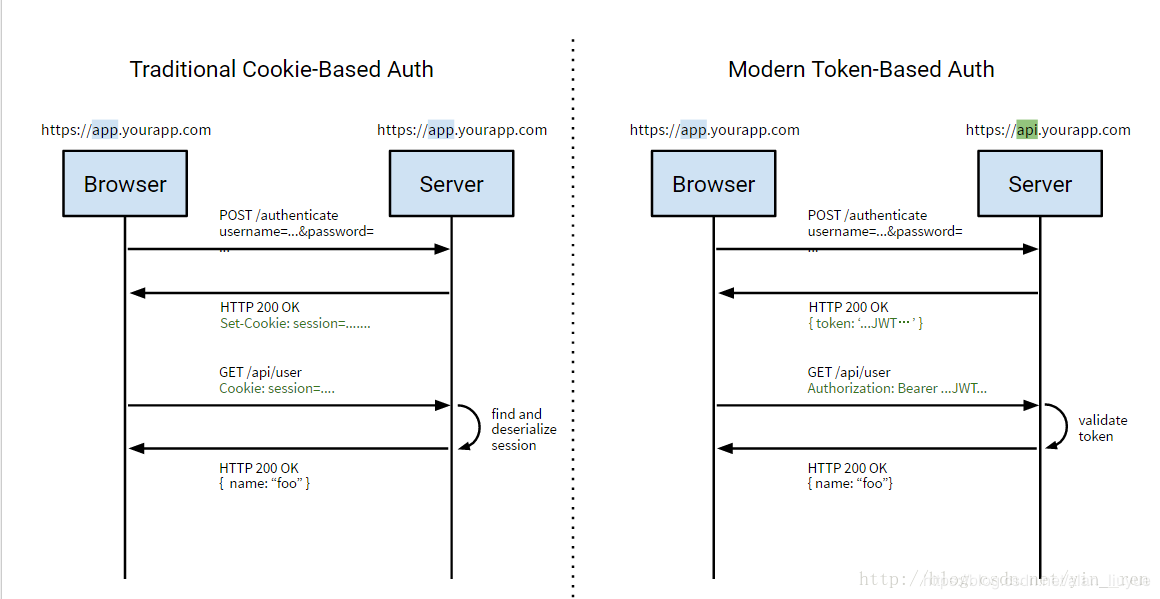 Traditional Cookie-Based Auth
https://app.yourapp.com
https://app.yourapp.com
Browser
Server
POST /authenticate
username=...&password=
...
HTTP 200 OK
Set-Cookie: session=.......
GET /api/user
Cookie: session=....
find and
deserialize
session
HTTP 200 OK
{ name: “foo” }
Modern Token-Based Auth
https://app.yourapp.com
https://api.yourapp.com
Browser
Server
POST /authenticate
username=...&password=
...
HTTP 200 OK
{ token: ‘...JWT… ’ }
GET /api/user
Authorization: Bearer ...JWT...
validate
token
HTTP 200 OK
{ name: “foo”}